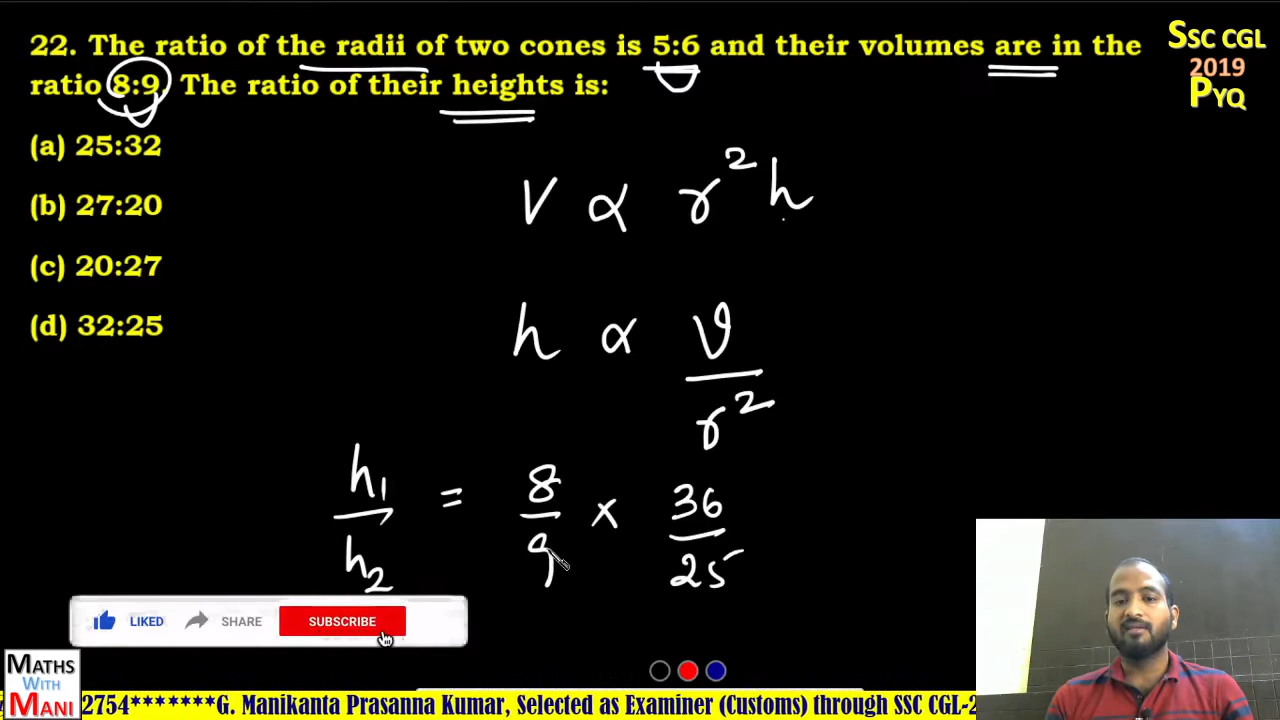 22. The ratio of the radii of two cones is 5:6 and their volumes are in the
ratio 8:9. The ratio of their heights is:
SSC CGL
2019
PYQ
(a) 25:32
(b) 27:20
(c) 20:27
(d) 32:25
V ∝ r² h
h ∝ V/r²
h₁/h₂ = 8/9 × 36/25
LIKED SHARE SUBSCRIBE
MATHS
WITH
MANI
2754*******G. Manikanta Prasanna Kumar, Selected as Examiner (Customs) through SSC CGL-2